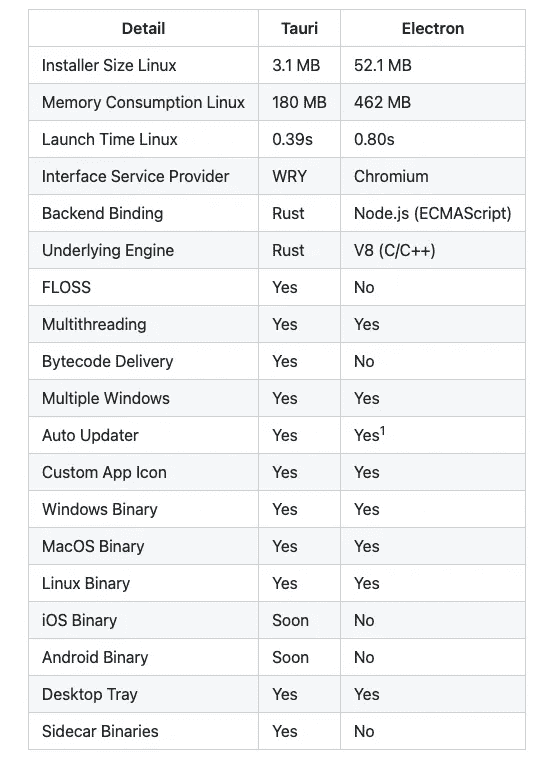 Detail Tauri Electron
Installer Size Linux 3.1 MB 52.1 MB
Memory Consumption Linux 180 MB 462 MB
Launch Time Linux 0.39s 0.80s
Interface Service Provider WRY Chromium
Backend Binding Rust Node.js (ECMAScript)
Underlying Engine Rust V8 (C/C++)
FLOSS Yes No
Multithreading Yes Yes
Bytecode Delivery Yes No
Multiple Windows Yes Yes
Auto Updater Yes Yes¹
Custom App Icon Yes Yes
Windows Binary Yes Yes
MacOS Binary Yes Yes
Linux Binary Yes Yes
iOS Binary Soon No
Android Binary Soon No
Desktop Tray Yes Yes
Sidecar Binaries Yes No